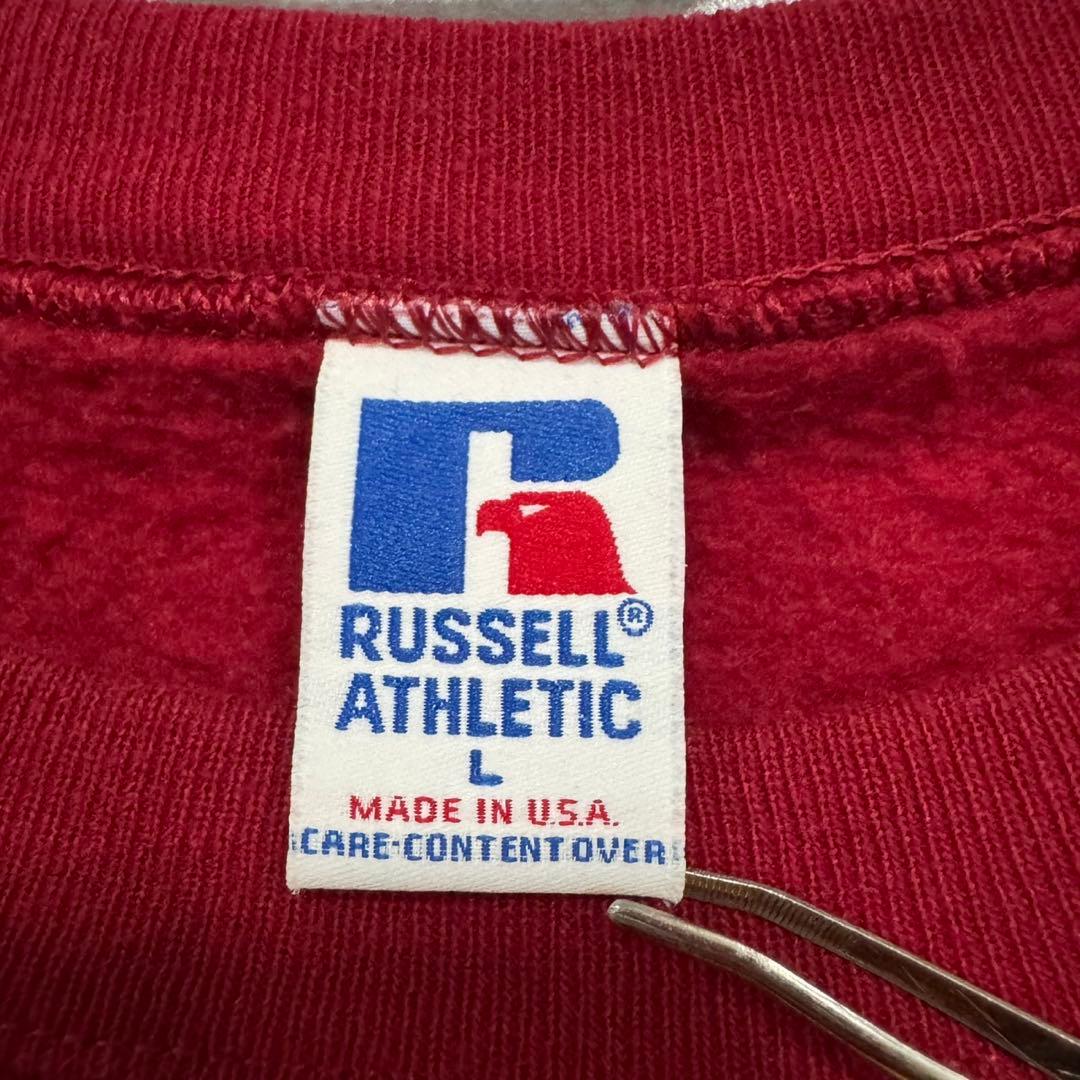 RUSSELL®
ATHLETIC
L
MADE IN U.S.A.
CARE-CONTENT OVER